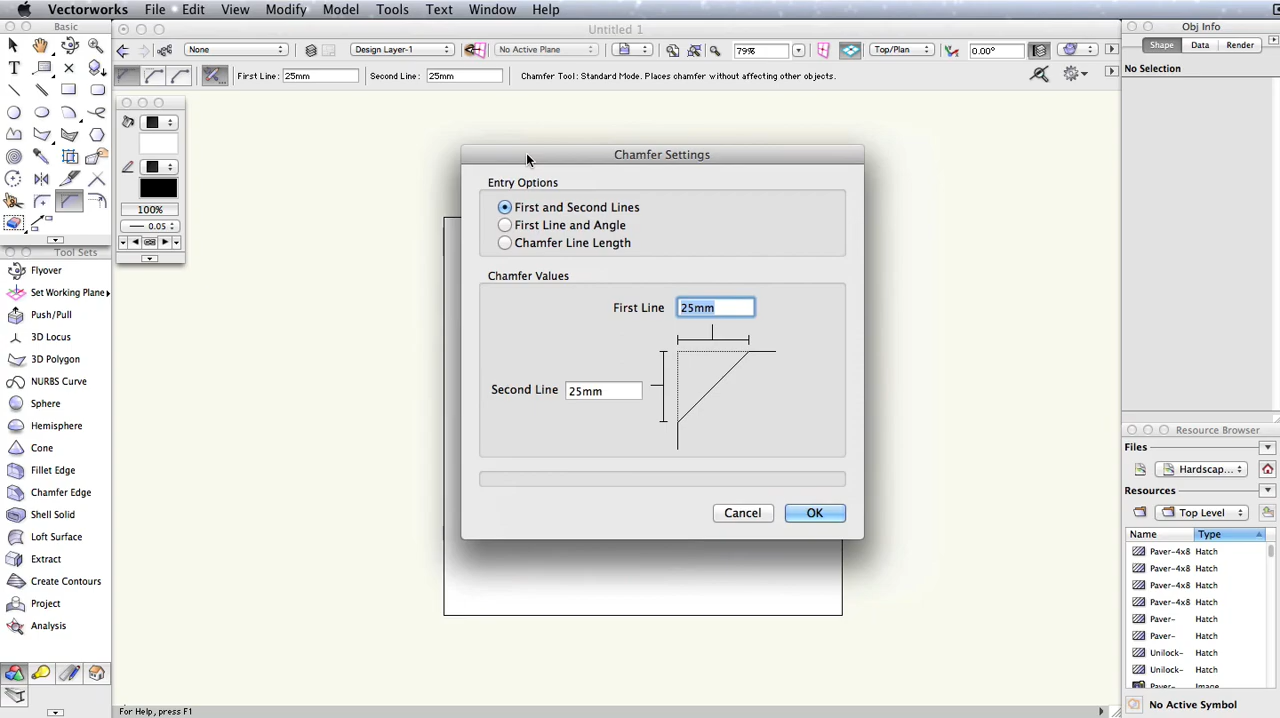 Vectorworks File Edit View Modify Model Tools Text Window Help
Basic
Untitled 1
Obj Info
None
Design Layer-1
No Active Plane
79%
Top/Plan
0.00°
Shape Data Render
First Line: 25mm Second Line: 25mm Chamfer Tool: Standard Mode. Places chamfer without affecting other objects.
No Selection
Chamfer Settings
Entry Options
First and Second Lines
First Line and Angle
Chamfer Line Length
Chamfer Values
First Line 25mm
Second Line 25mm
Cancel OK
100%
0.05
Tool Sets
Flyover
Set Working Plane
Push/Pull
3D Locus
3D Polygon
NURBS Curve
Sphere
Hemisphere
Cone
Fillet Edge
Chamfer Edge
Shell Solid
Loft Surface
Extract
Create Contours
Project
Analysis
Resource Browser
Files
Hardscap...
Resources
Top Level
Name Type
Paver-4x8 Hatch
Paver-4x8 Hatch
Paver-4x8 Hatch
Paver-4x8 Hatch
Paver- Hatch
Paver- Hatch
Unilock- Hatch
Unilock- Hatch
Paver- Image
No Active Symbol
For Help, press F1